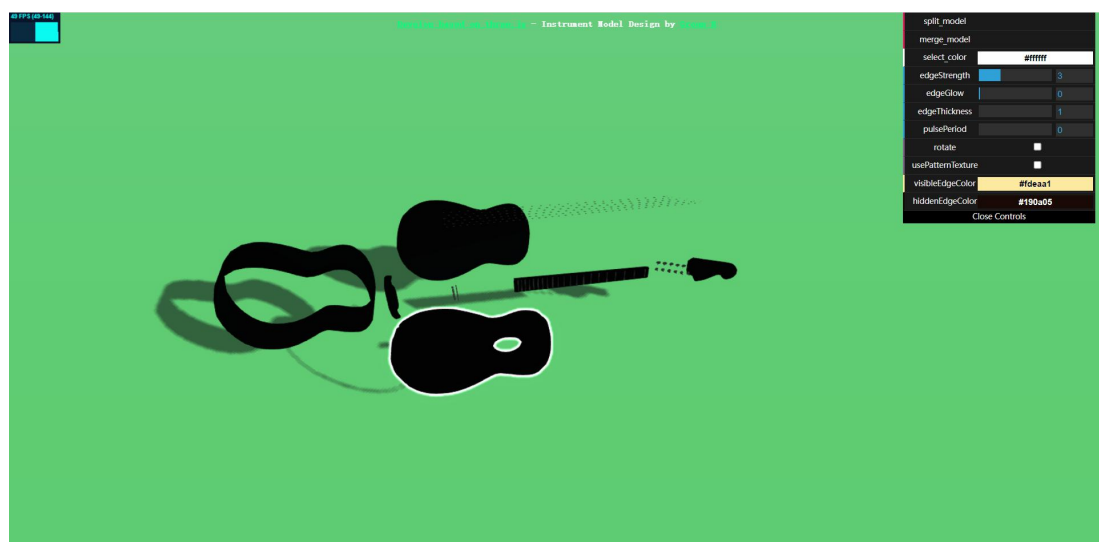 49 FPS (49-144)
- Instrument Model Design by
split_model
merge_model
select_color #ffffff
edgeStrength 3
edgeGlow 0
edgeThickness 1
pulsePeriod 0
rotate
usePatternTexture
visibleEdgeColor #fdeaa1
hiddenEdgeColor #190a05
Close Controls